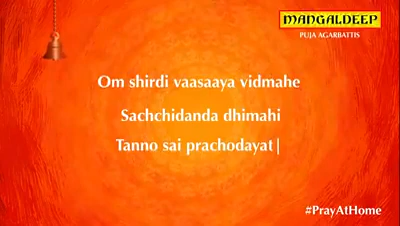 MANGALDEEP
PUJA AGARBATTIS
Om shirdi vaasaaya vidmahe
Sachchidanda dhimahi
Tanno sai prachodayat|
#PrayAtHome